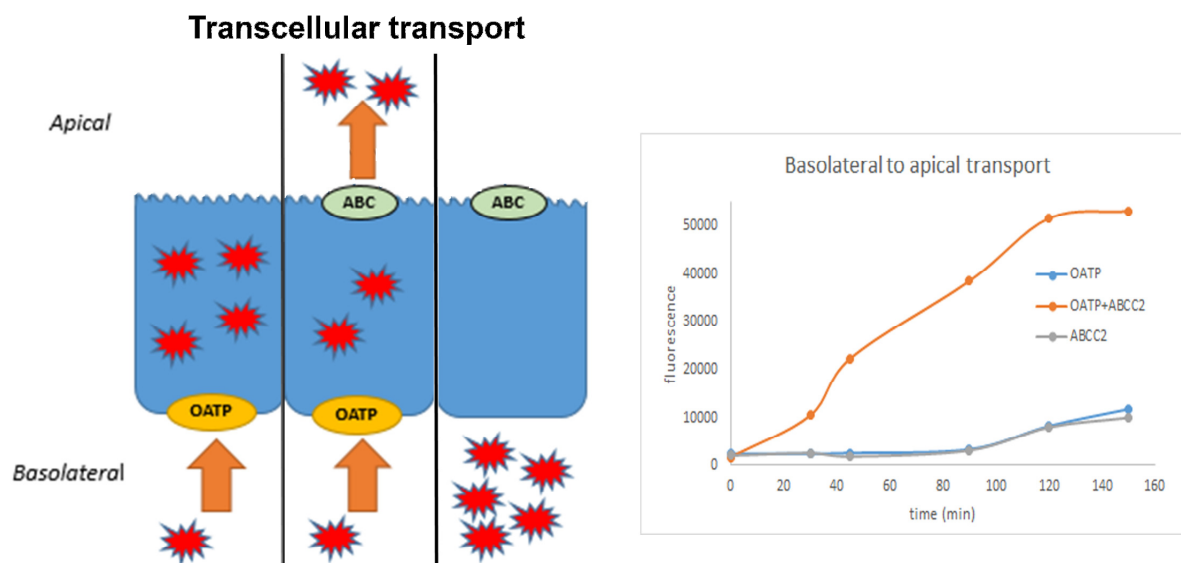 Transcellular transport
Apical
ABC
ABC
OATP
OATP
Basolateral
Basolateral to apical transport
50000
40000
30000
20000
10000
0
fluorescence
0 20 40 60 80 100 120 140 160
time (min)
OATP
OATP+ABCC2
ABCC2